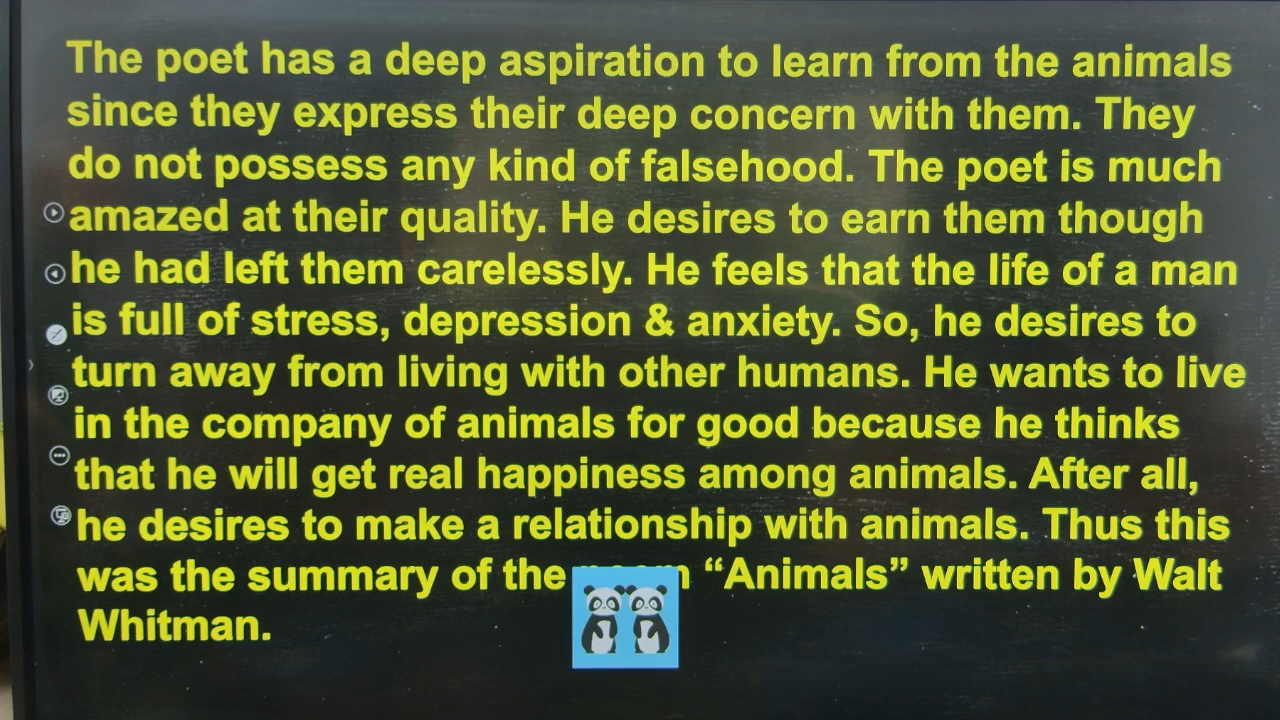 The poet has a deep aspiration to learn from the animals
since they express their deep concern with them. They
do not possess any kind of falsehood. The poet is much
amazed at their quality. He desires to earn them though
he had left them carelessly. He feels that the life of a man
is full of stress, depression & anxiety. So, he desires to
turn away from living with other humans. He wants to live
in the company of animals for good because he thinks
that he will get real happiness among animals. After all,
he desires to make a relationship with animals. Thus this
was the summary of the “Animals” written by Walt
Whitman.